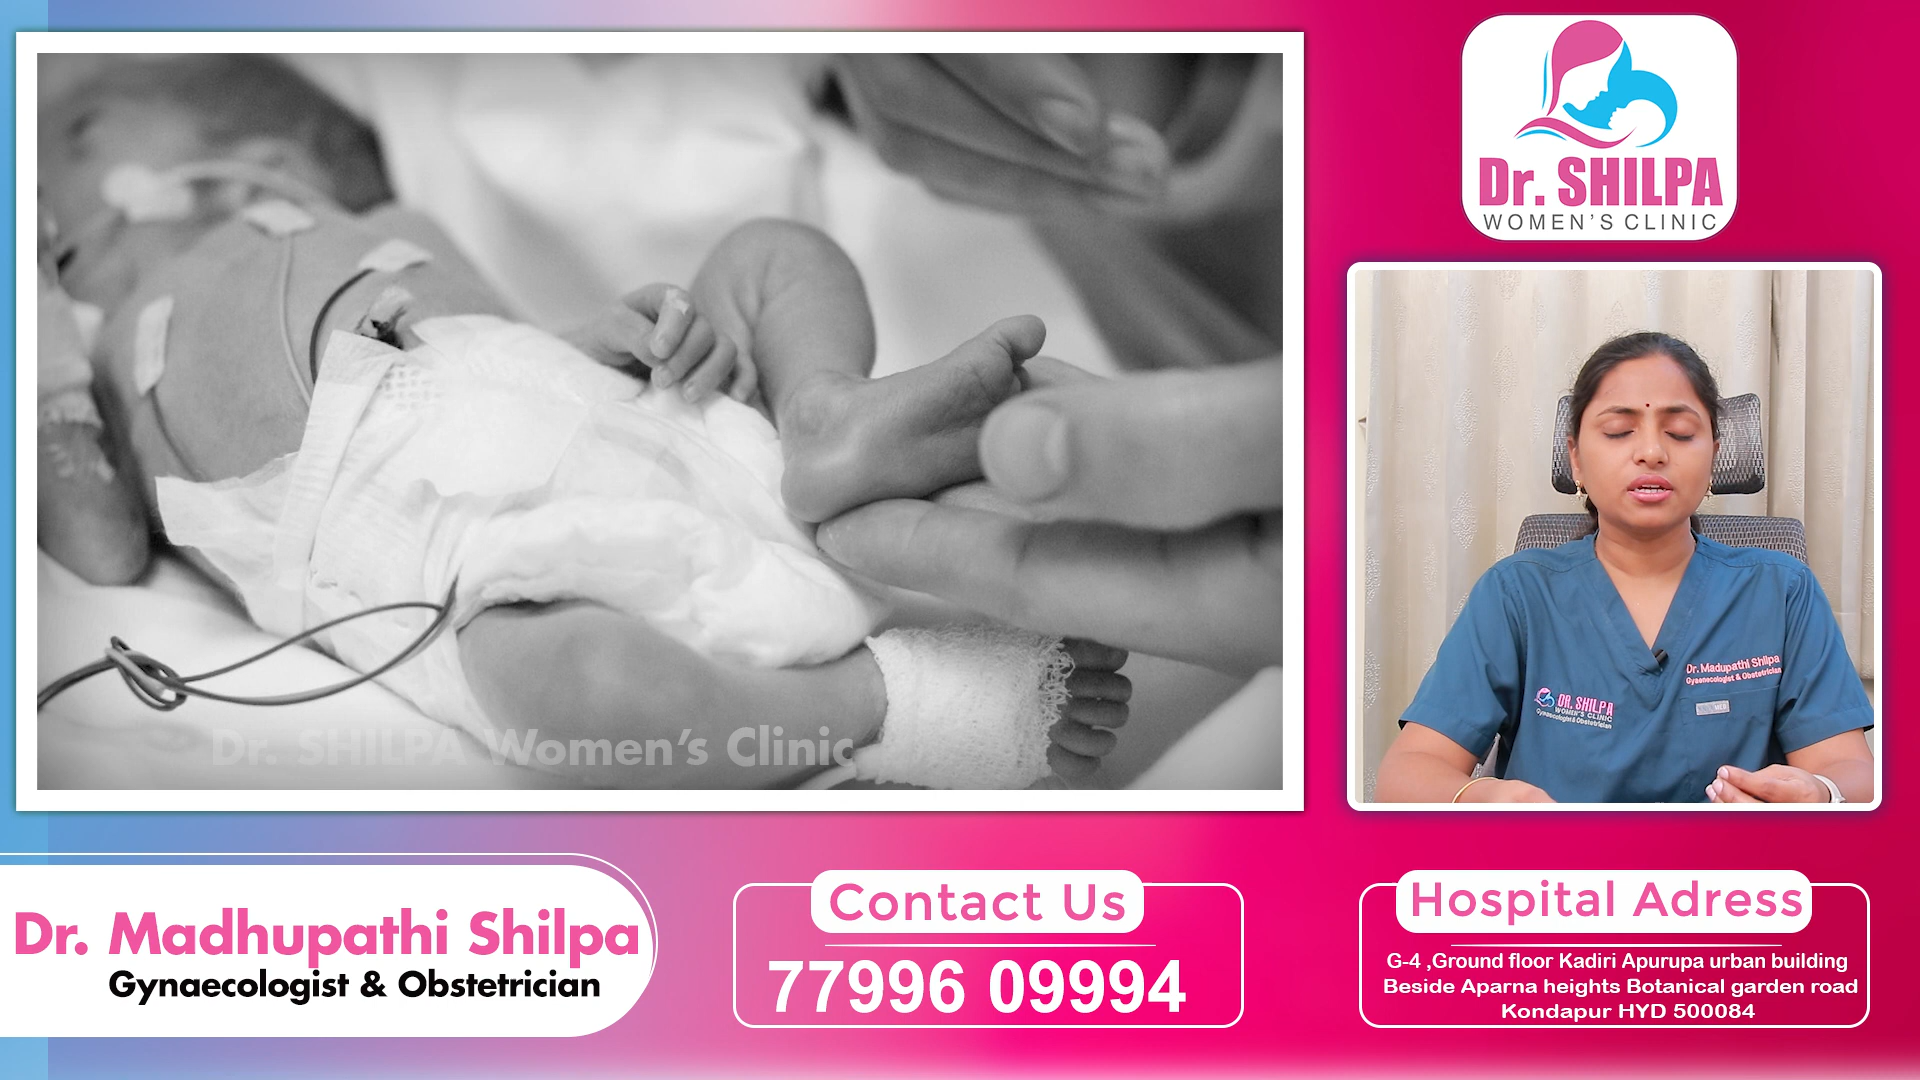 Dr. SHILPA
WOMEN'S CLINIC
Dr. SHILPA Women's Clinic
Dr. Madupathi Shilpa
Gynaecologist & Obstetrician
DR. SHILPA
WOMEN'S CLINIC
Gynaecologist & Obstetrician
Dr. Madhupathi Shilpa
Gynaecologist & Obstetrician
Contact Us
77996 09994
Hospital Adress
G-4 ,Ground floor Kadiri Apurupa urban building
Beside Aparna heights Botanical garden road
Kondapur HYD 500084